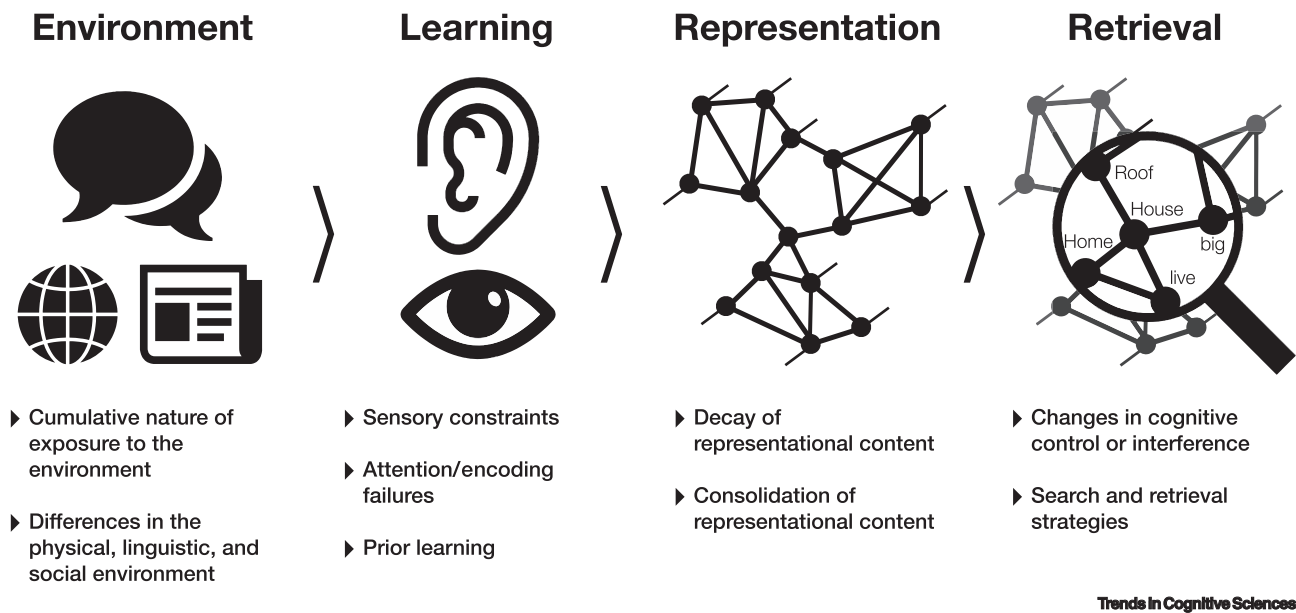 Environment
Learning
Representation
Retrieval
Roof
House
Home
big
live
Cumulative nature of
exposure to the
environment
Differences in the
physical, linguistic, and
social environment
Sensory constraints
Attention/encoding
failures
Prior learning
Decay of
representational content
Consolidation of
representational content
Changes in cognitive
control or interference
Search and retrieval
strategies
Trends in Cognitive Sciences